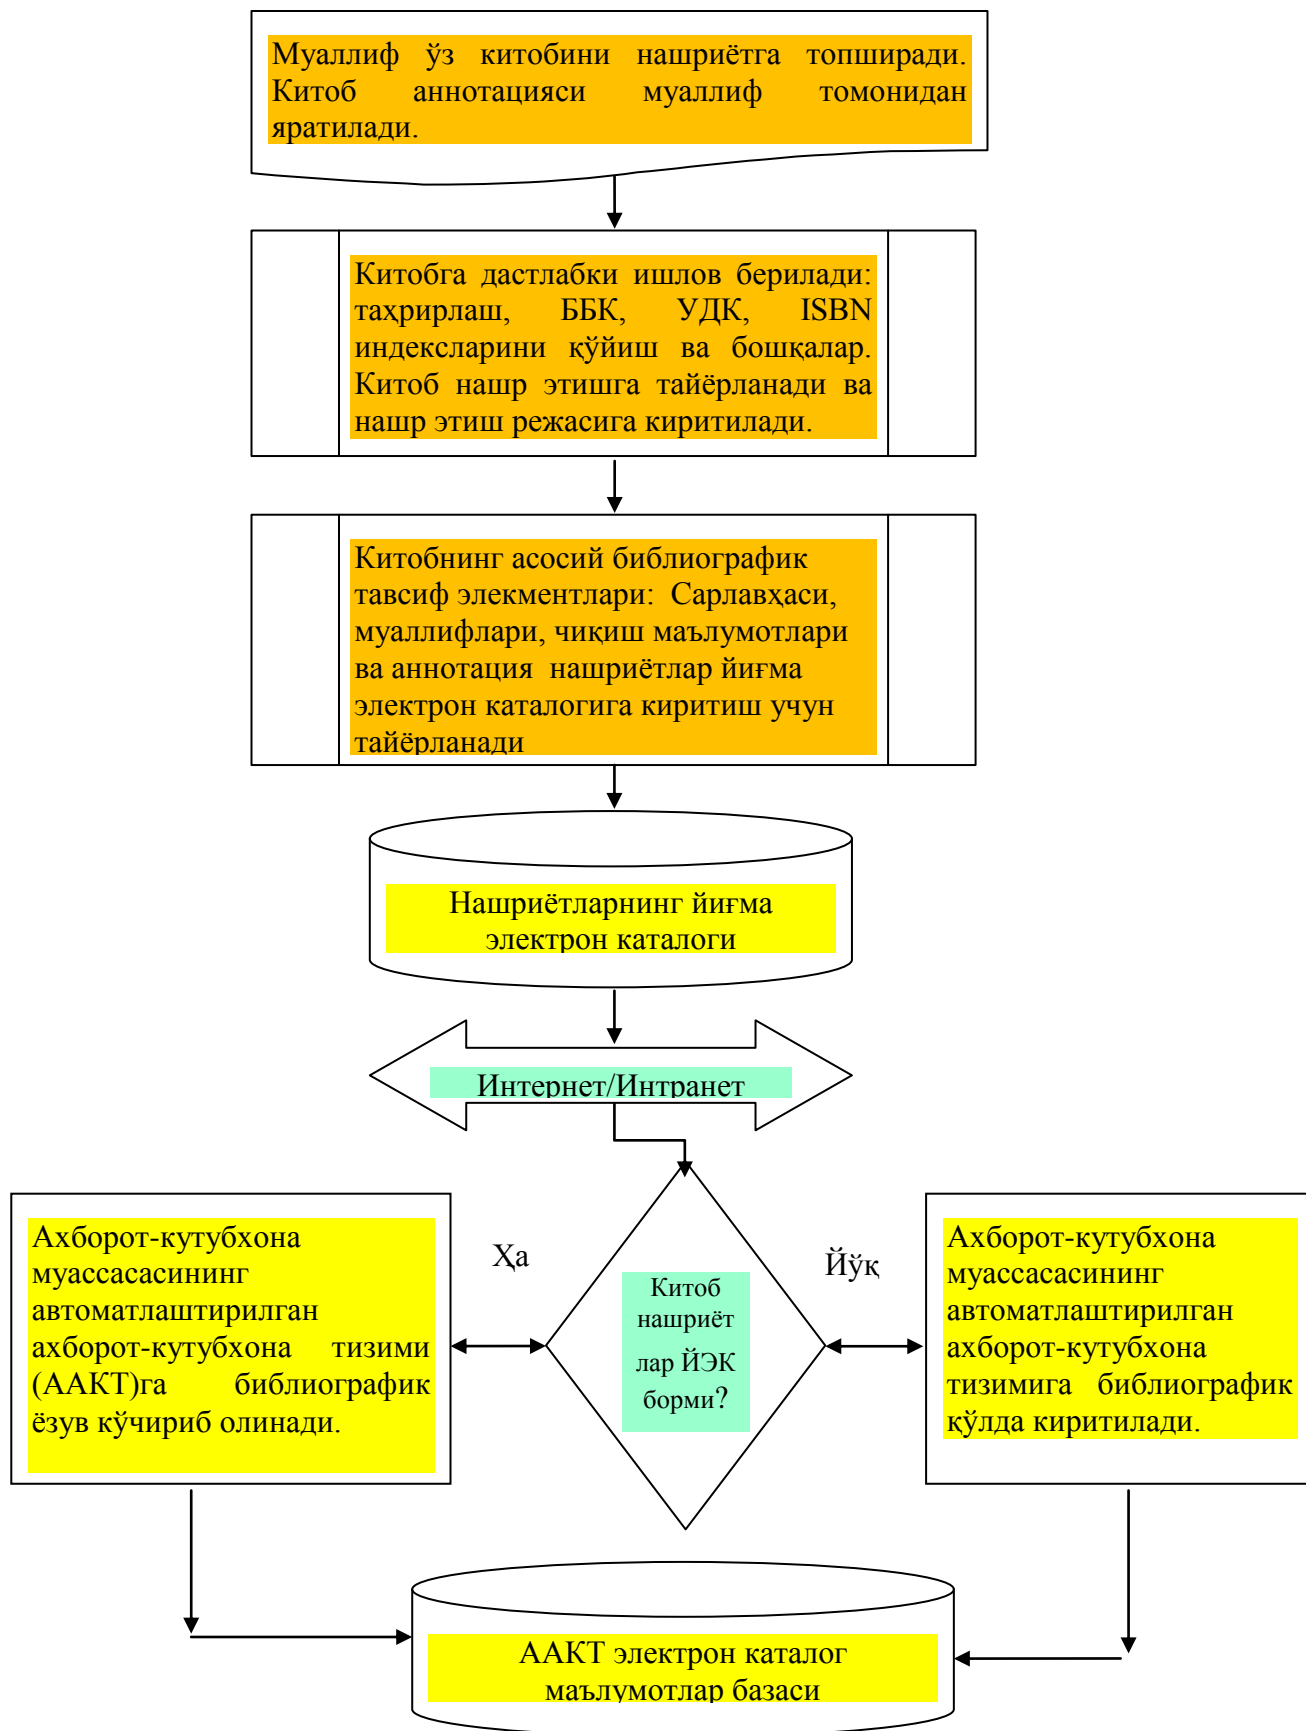 Муаллиф ўз китобини нашриётга топширади.
Китоб аннотацияси муаллиф томонидан
яратилади.
Китобга дастлабки ишлов берилади:
таҳрирлаш, ББК, УДК, ISBN
индексларини қўйиш ва бошқалар.
Китоб нашр этишга тайёрланади ва
нашр этиш режасига киритилади.
Китобнинг асосий библиографик
тавсиф элекментлари: Сарлавҳаси,
муаллифлари, чиқиш маълумотлари
ва аннотация нашриётлар йиғма
электрон каталогига киритиш учун
тайёрланади
Нашриётларнинг йиғма
электрон каталоги
Интернет/Интранет
Ахборот-кутубхона
муассасасининг
автоматлаштирилган
ахборот-кутубхона тизими
(ААКТ)га библиографик
ёзув кўчириб олинади.
Ҳа
Китоб
нашриёт
лар ЙЭК
борми?
Йўқ
Ахборот-кутубхона
муассасасининг
автоматлаштирилган
ахборот-кутубхона
тизимига библиографик
қўлда киритилади.
ААКТ электрон каталог
маълумотлар базаси